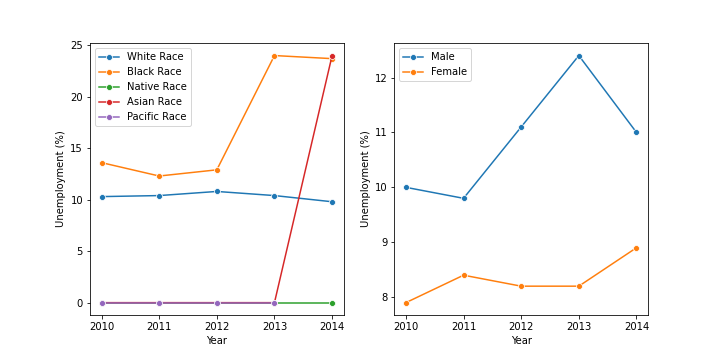 Unemployment (%)
25
20
15
10
5
0
White Race
Black Race
Native Race
Asian Race
Pacific Race
2010 2011 2012 2013 2014
Year
Unemployment (%)
12
11
10
9
8
Male
Female
2010 2011 2012 2013 2014
Year